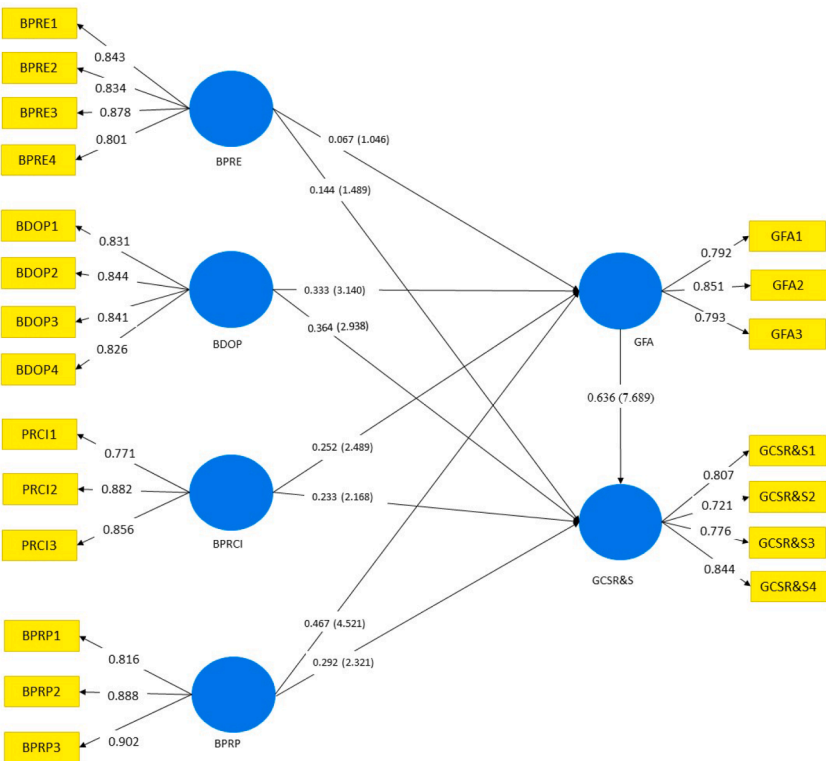 BPRE1
0.843
BPRE2
0.834
BPRE3
0.878
0.801
BPRE4
BPRE
0.067 (1.046)
0.144 (1.489)
BDOP1
0.831
BDOP2
0.844
BDOP3
0.841
0.826
BDOP4
BDOP
0.333 (3.140)
0.364 (2.938)
GFA1
0.792
GFA2
0.851
0.793
GFA3
GFA
0.636 (7.689)
PRCI1
0.771
PRCI2
0.882
0.856
PRCI3
BPRCI
0.252 (2.489)
0.233 (2.168)
GCSR&S1
0.807
GCSR&S2
0.721
0.776
GCSR&S3
0.844
GCSR&S4
GCSR&S
BPRP1
0.816
BPRP2
0.888
0.902
BPRP3
BPRP
0.467 (4.521)
0.292 (2.321)